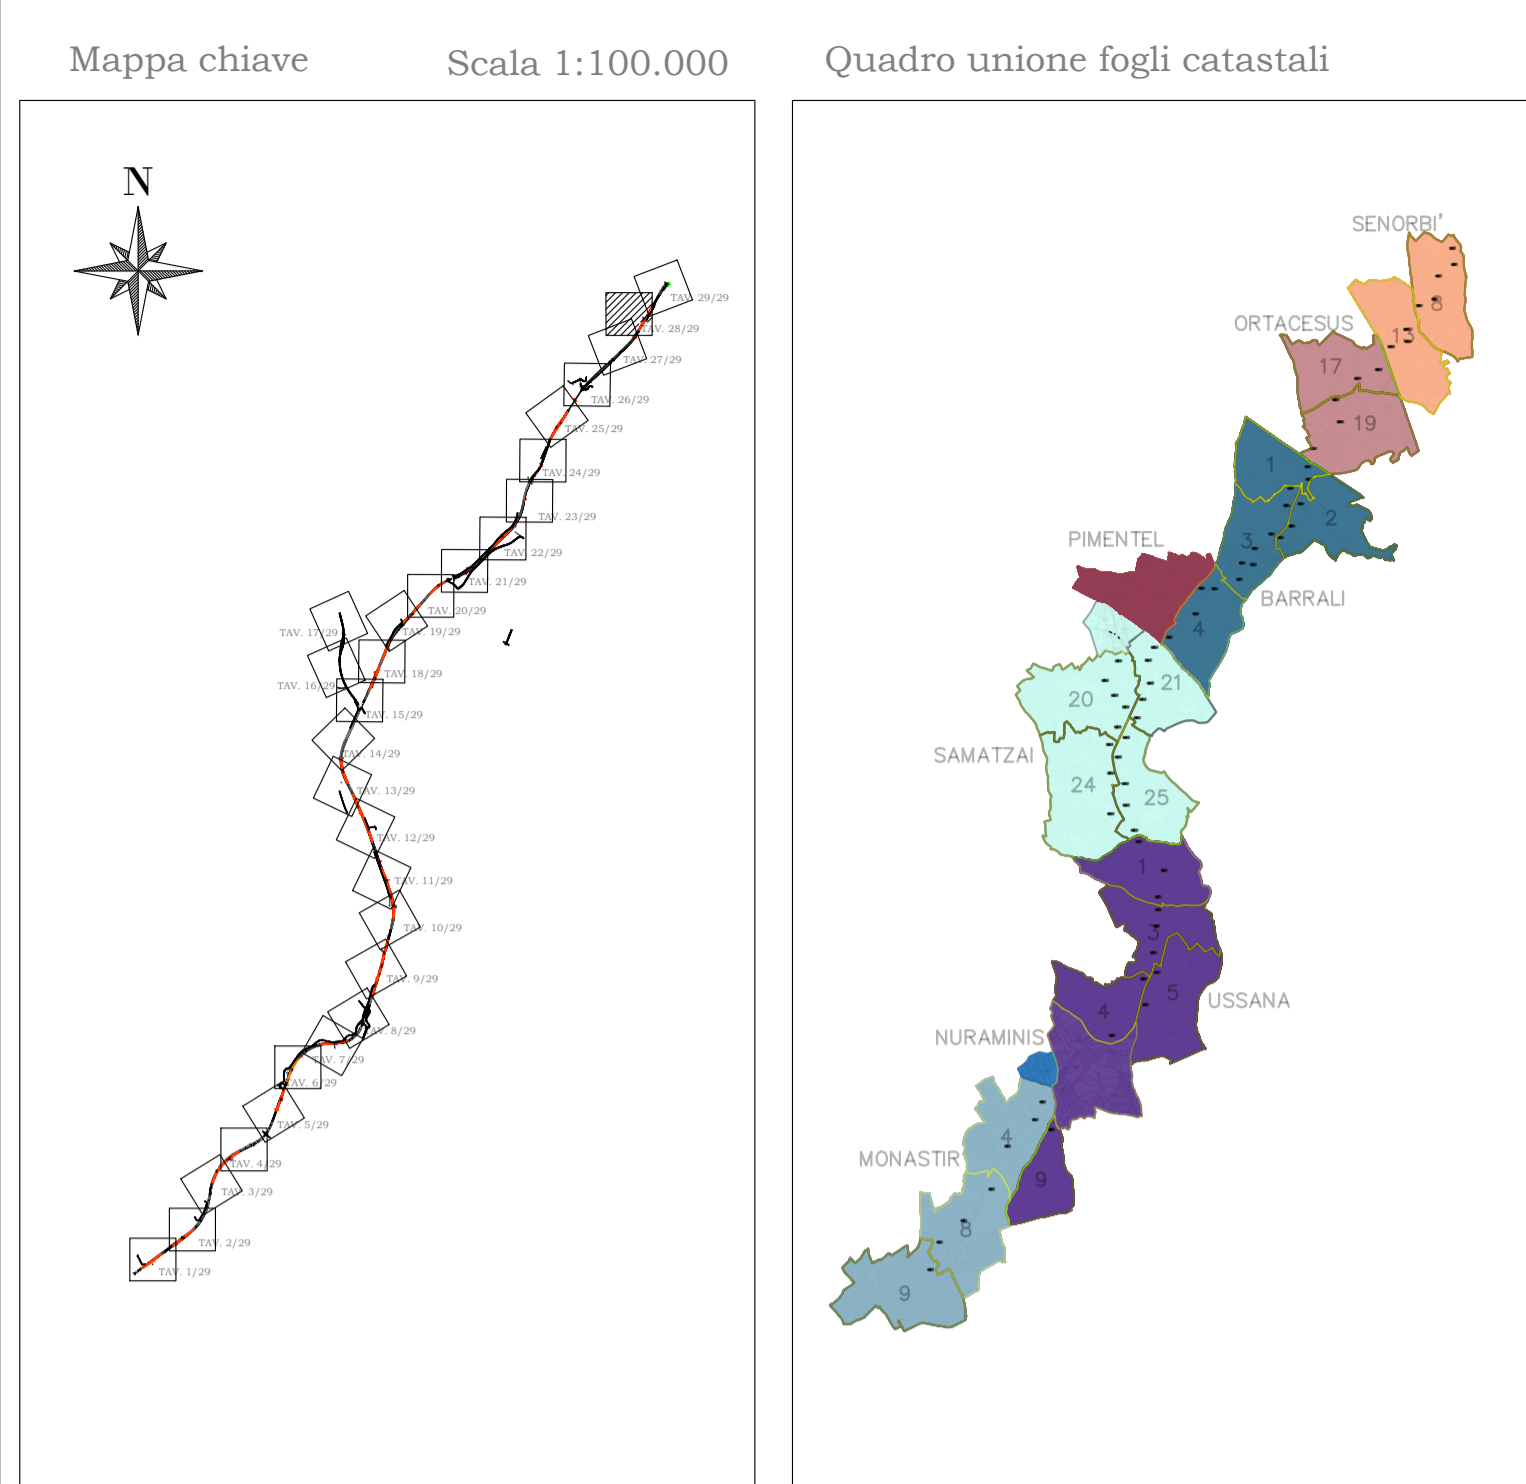 Mappa chiave
Scala 1:100.000
N
TAV. 29/29
TAV. 28/29
TAV. 27/29
TAV. 26/29
TAV. 25/29
TAV. 24/29
TAV. 23/29
TAV. 22/29
TAV. 21/29
TAV. 20/29
TAV. 19/29
TAV. 17/29
TAV. 18/29
TAV. 16/29
TAV. 15/29
TAV. 14/29
TAV. 13/29
TAV. 12/29
TAV. 11/29
TAV. 10/29
TAV. 9/29
TAV. 8/29
TAV. 7/29
TAV. 6/29
TAV. 5/29
TAV. 4/29
TAV. 3/29
TAV. 2/29
TAV. 1/29
Quadro unione fogli catastali
SENORBI'
8
ORTACESUS
13
17
19
1
2
3
PIMENTEL
BARRALI
4
21
20
SAMATZAI
24
25
1
3
5
USSANA
4
NURAMINIS
4
MONASTIR
9
8
9